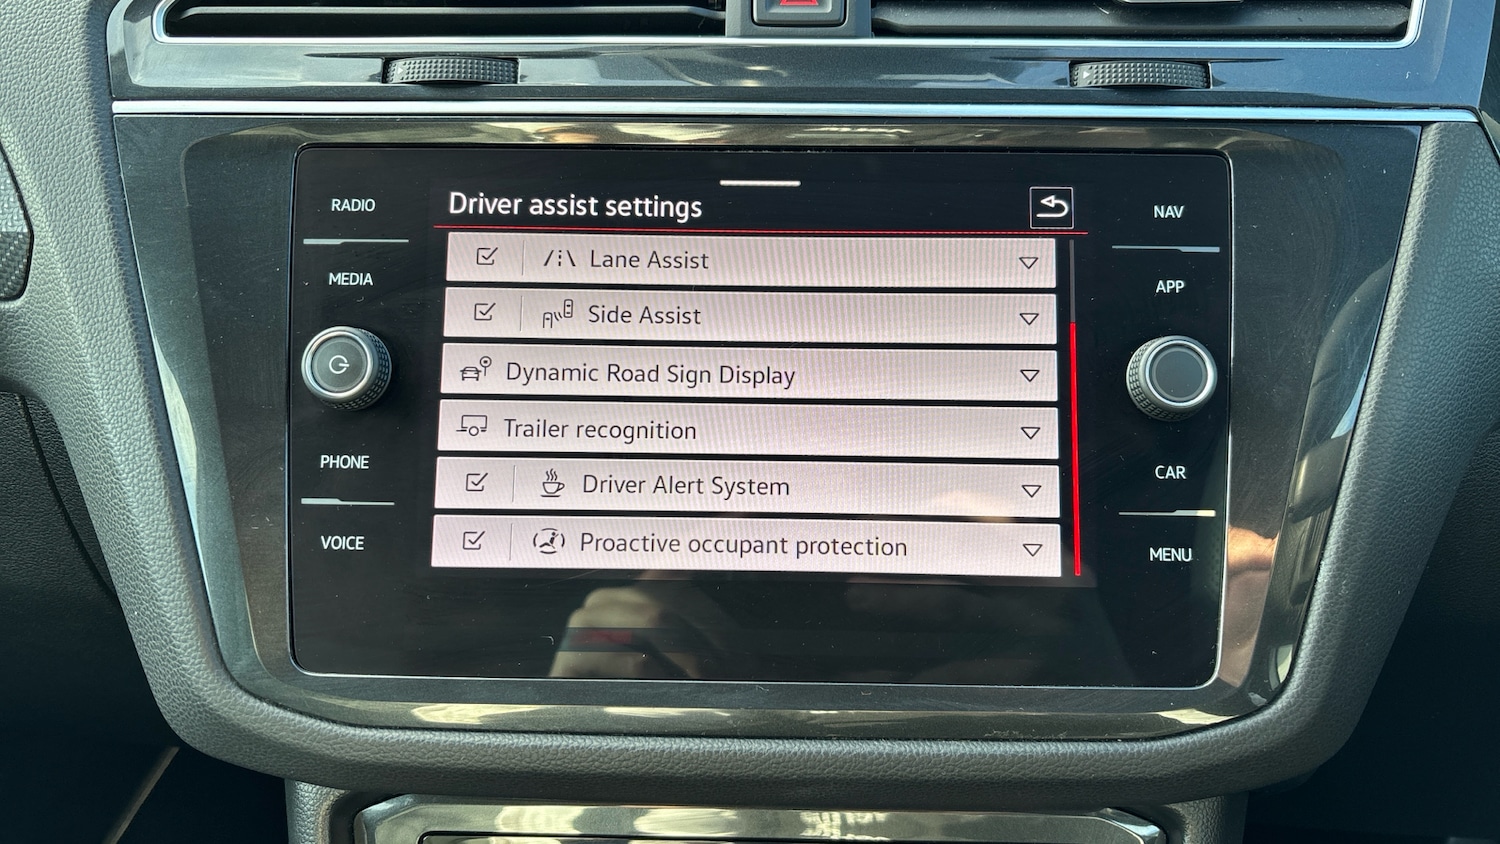 Driver assist settings
RADIO
MEDIA
PHONE
VOICE
Lane Assist
Side Assist
Dynamic Road Sign Display
Trailer recognition
Driver Alert System
Proactive occupant protection
NAV
APP
CAR
MENU